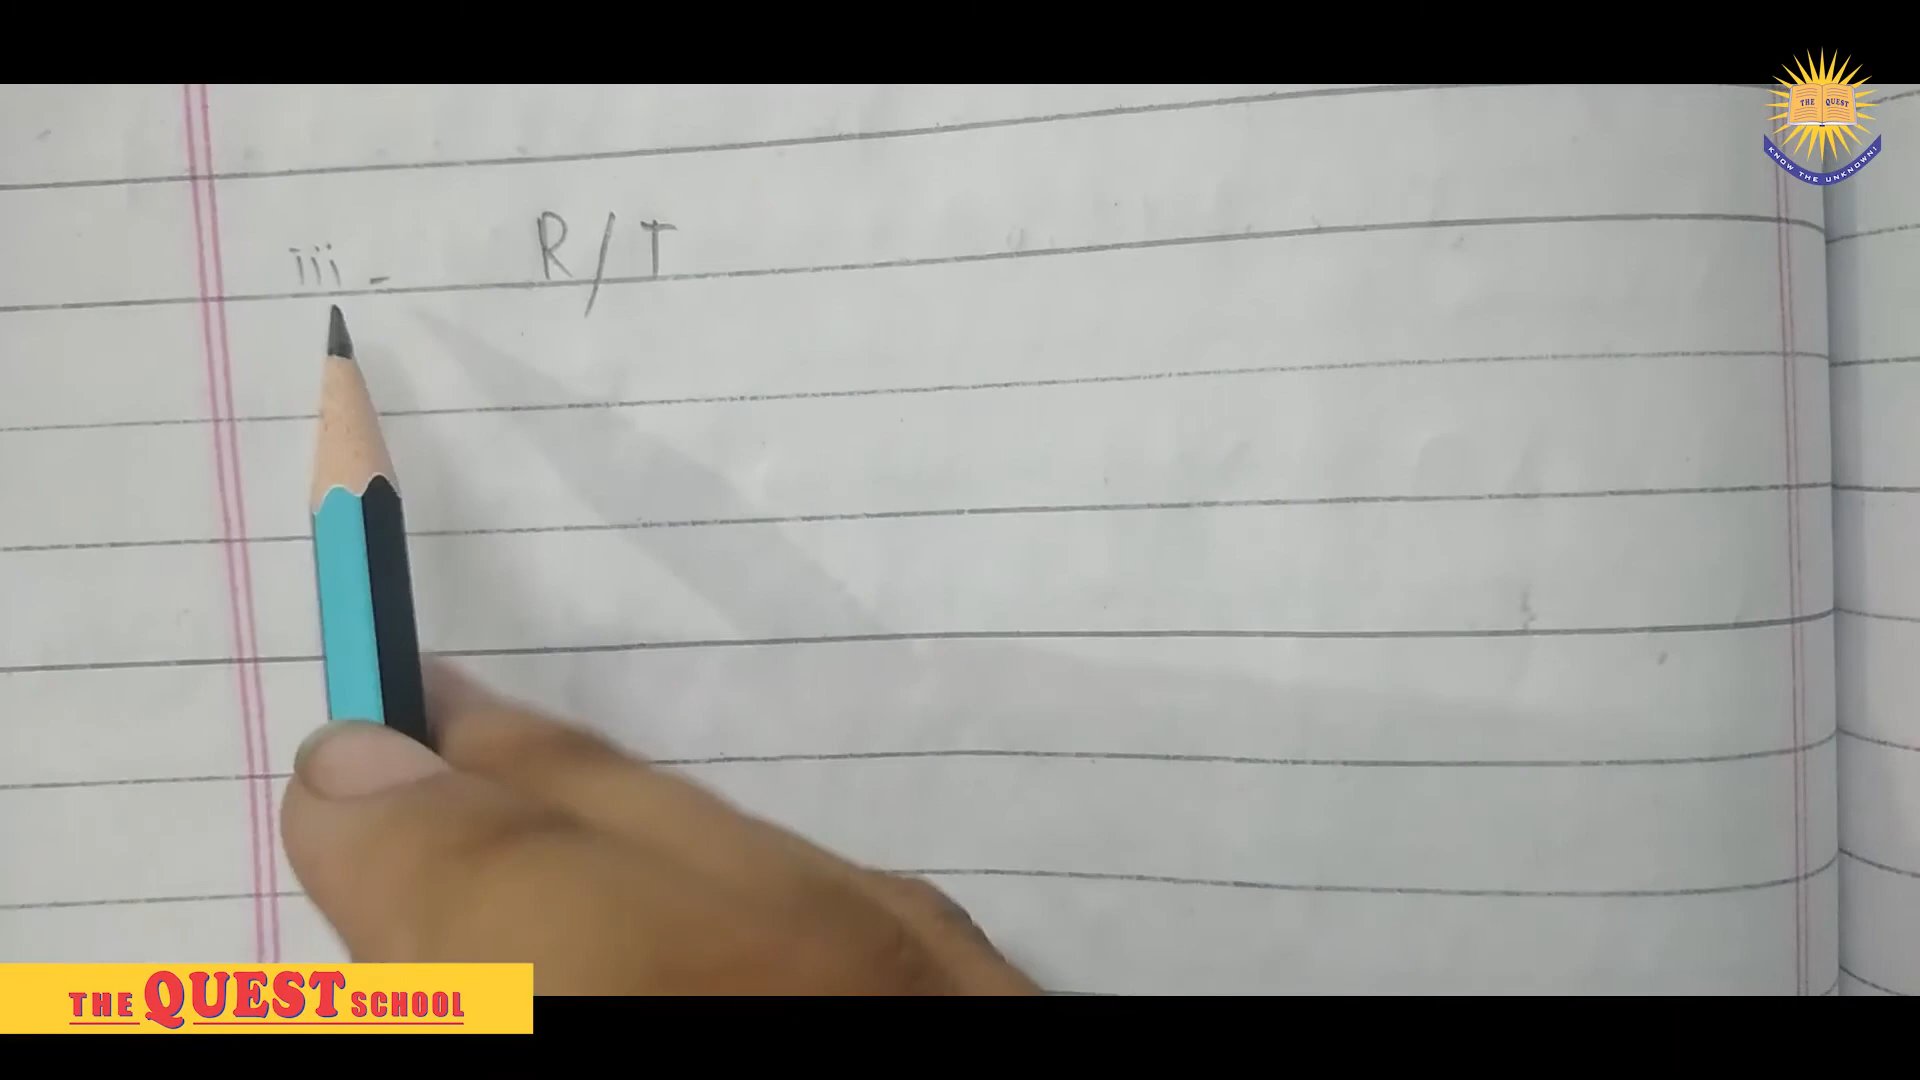 THE QUEST
KNOW THE UNKNOWN!
iii - R/T
THE QUEST SCHOOL